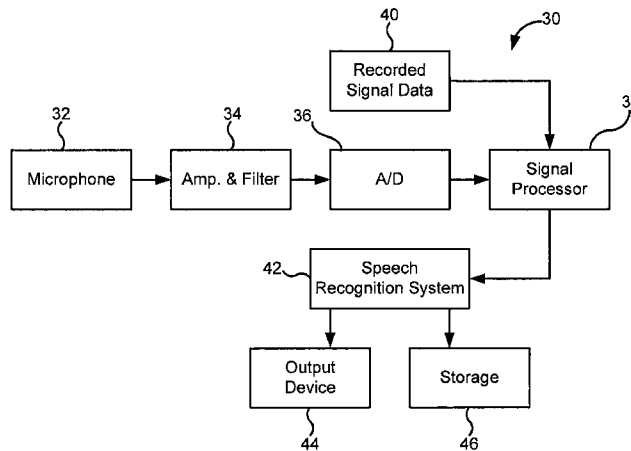 40
30
Recorded
Signal Data
32
34
36
3
Microphone
Amp. & Filter
A/D
Signal
Processor
42
Speech
Recognition System
Output
Device
Storage
44
46